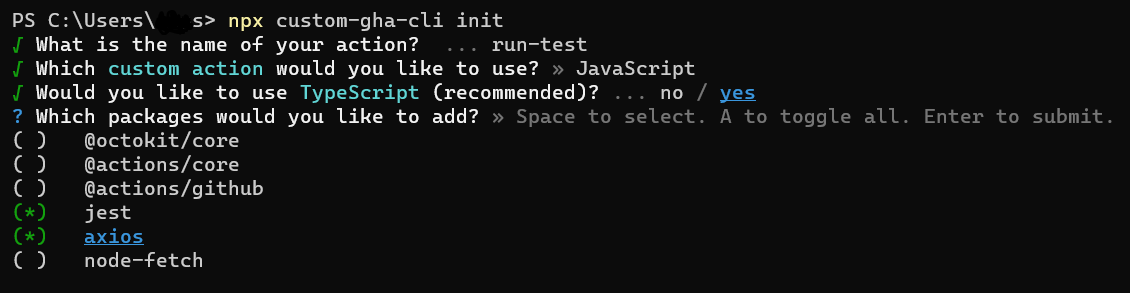 PS C:\Users\s> npx custom-gha-cli init
√ What is the name of your action? ... run-test
√ Which custom action would you like to use? » JavaScript
√ Would you like to use TypeScript (recommended)? ... no / yes
? Which packages would you like to add? » Space to select. A to toggle all. Enter to submit.
( ) @octokit/core
( ) @actions/core
( ) @actions/github
(*) jest
(*) axios
( ) node-fetch